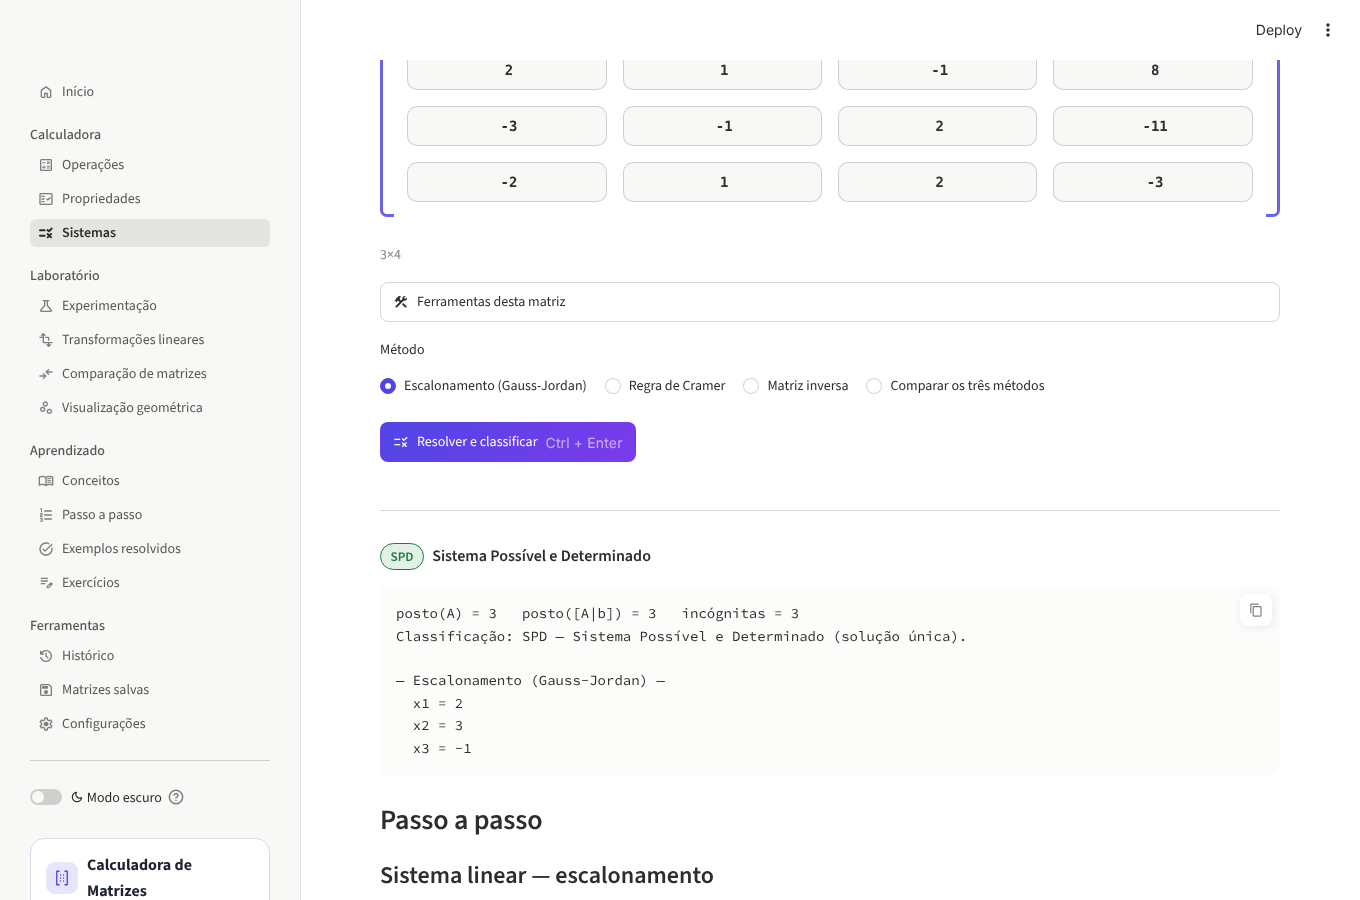 Deploy
Início
Calculadora
Operações
Propriedades
Sistemas
Laboratório
Experimentação
Transformações lineares
Comparação de matrizes
Visualização geométrica
Aprendizado
Conceitos
Passo a passo
Exemplos resolvidos
Exercícios
Ferramentas
Histórico
Matrizes salvas
Configurações
Modo escuro
Calculadora de
Matrizes
2 1 -1 8
-3 -1 2 -11
-2 1 2 -3
3×4
Ferramentas desta matriz
Método
Escalonamento (Gauss-Jordan) Regra de Cramer Matriz inversa Comparar os três métodos
Resolver e classificar Ctrl + Enter
SPD Sistema Possível e Determinado
posto(A) = 3   posto([A|b]) = 3   incógnitas = 3
Classificação: SPD — Sistema Possível e Determinado (solução única).
— Escalonamento (Gauss-Jordan) —
x1 = 2
x2 = 3
x3 = -1
Passo a passo
Sistema linear — escalonamento